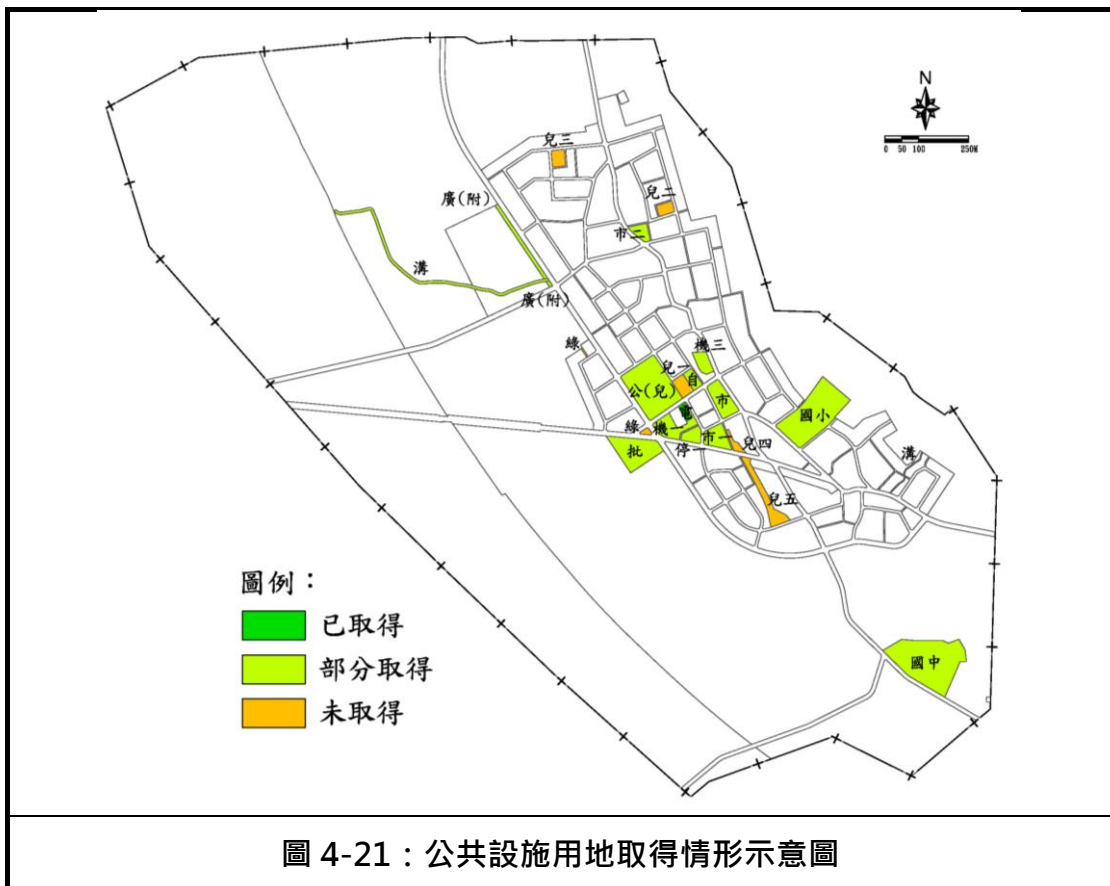 N
0 50 100 250M
兒三
兒二
廣(附)
市二
溝
廣(附)
綠
機三
兒一
自
公(兒)
市
國小
電
綠
機一
停一
市一
兒四
溝
批
兒五
圖例：
已取得
部分取得
未取得
國中
圖 4-21：公共設施用地取得情形示意圖